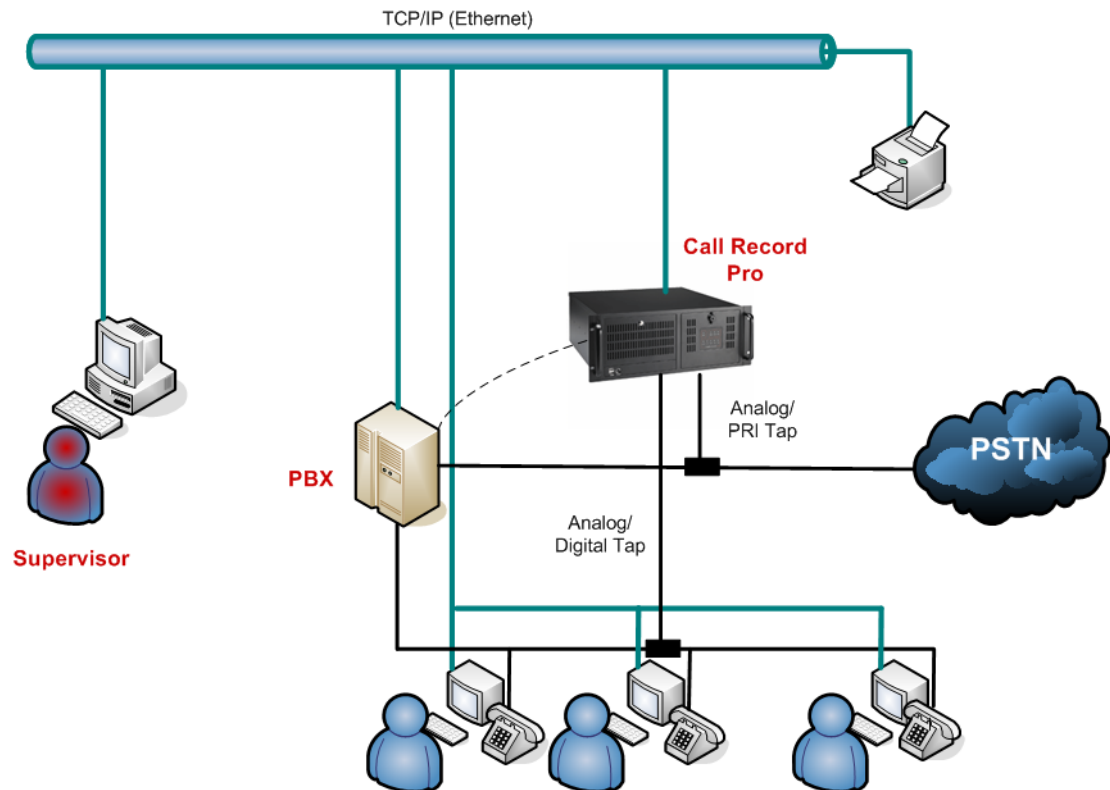 TCP/IP (Ethernet)
Call Record
Pro
Analog/
PRI Tap
PSTN
PBX
Analog/
Digital Tap
Supervisor